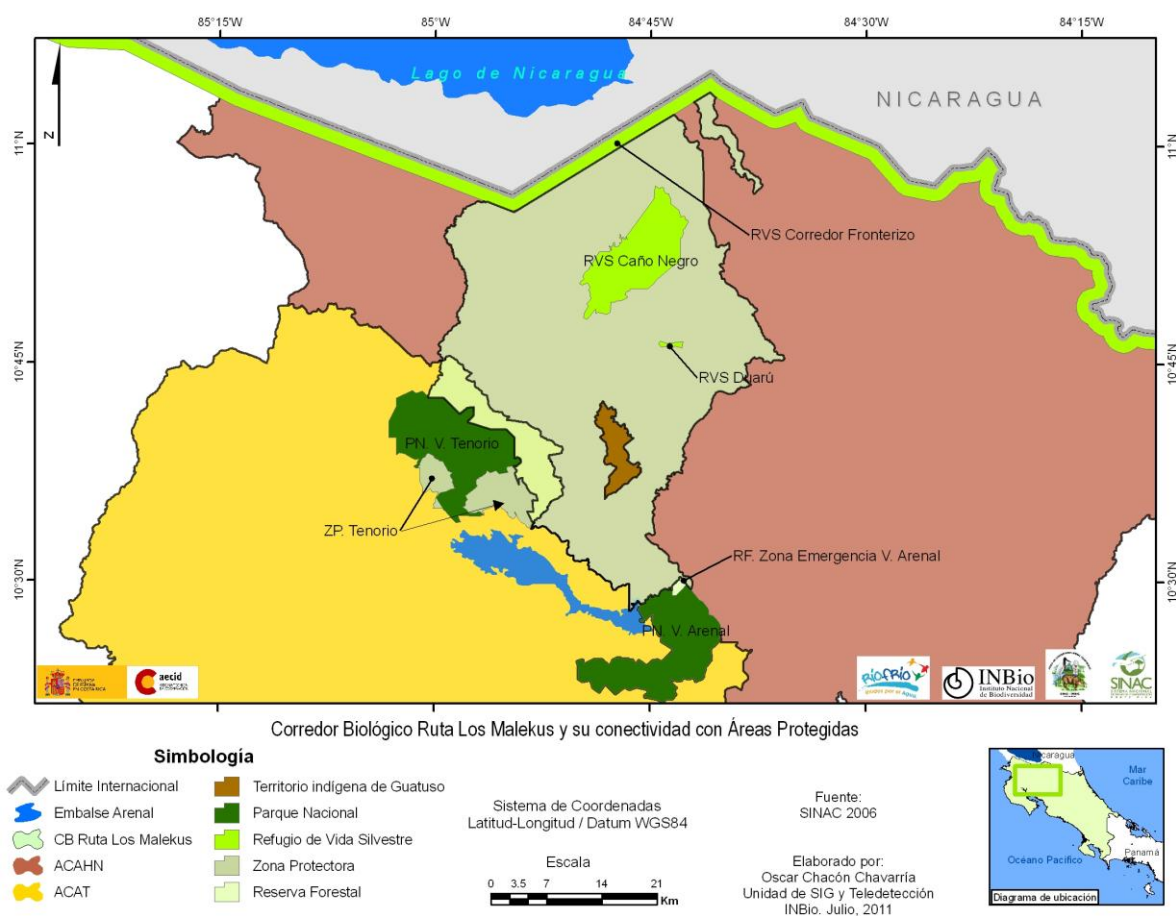 85°15'W
85°W
84°45'W
84°30'W
84°15'W
Lago de Nicaragua
NICARAGUA
N
11°N
11°N
RVS Corredor Fronterizo
RVS Caño Negro
10°45'N
10°45'N
RVS Duarú
PN. V. Tenorio
ZP. Tenorio
RF. Zona Emergencia V. Arenal
10°30'N
10°30'N
PN. V. Arenal
aecid
RÍOFRÍO
INBio
Instituto Nacional
de Biodiversidad
SINAC
Corredor Biológico Ruta Los Malekus y su conectividad con Áreas Protegidas
Simbología
Límite Internacional
Embalse Arenal
CB Ruta Los Malekus
ACAHN
ACAT
Territorio indígena de Guatuso
Parque Nacional
Refugio de Vida Silvestre
Zona Protectora
Reserva Forestal
Sistema de Coordenadas
Latitud-Longitud / Datum WGS84
Escala
0 3.5 7 14 21
Km
Fuente:
SINAC 2006
Elaborado por:
Oscar Chacón Chavarría
Unidad de SIG y Teledetección
INBio. Julio, 2011
Nicaragua
Mar
Caribe
Panamá
Océano Pacífico
Diagrama de ubicación